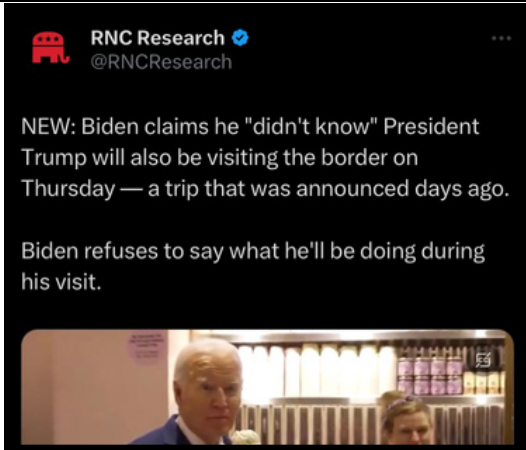 RNC Research
@RNCResearch
NEW: Biden claims he "didn't know" President
Trump will also be visiting the border on
Thursday — a trip that was announced days ago.
Biden refuses to say what he'll be doing during
his visit.